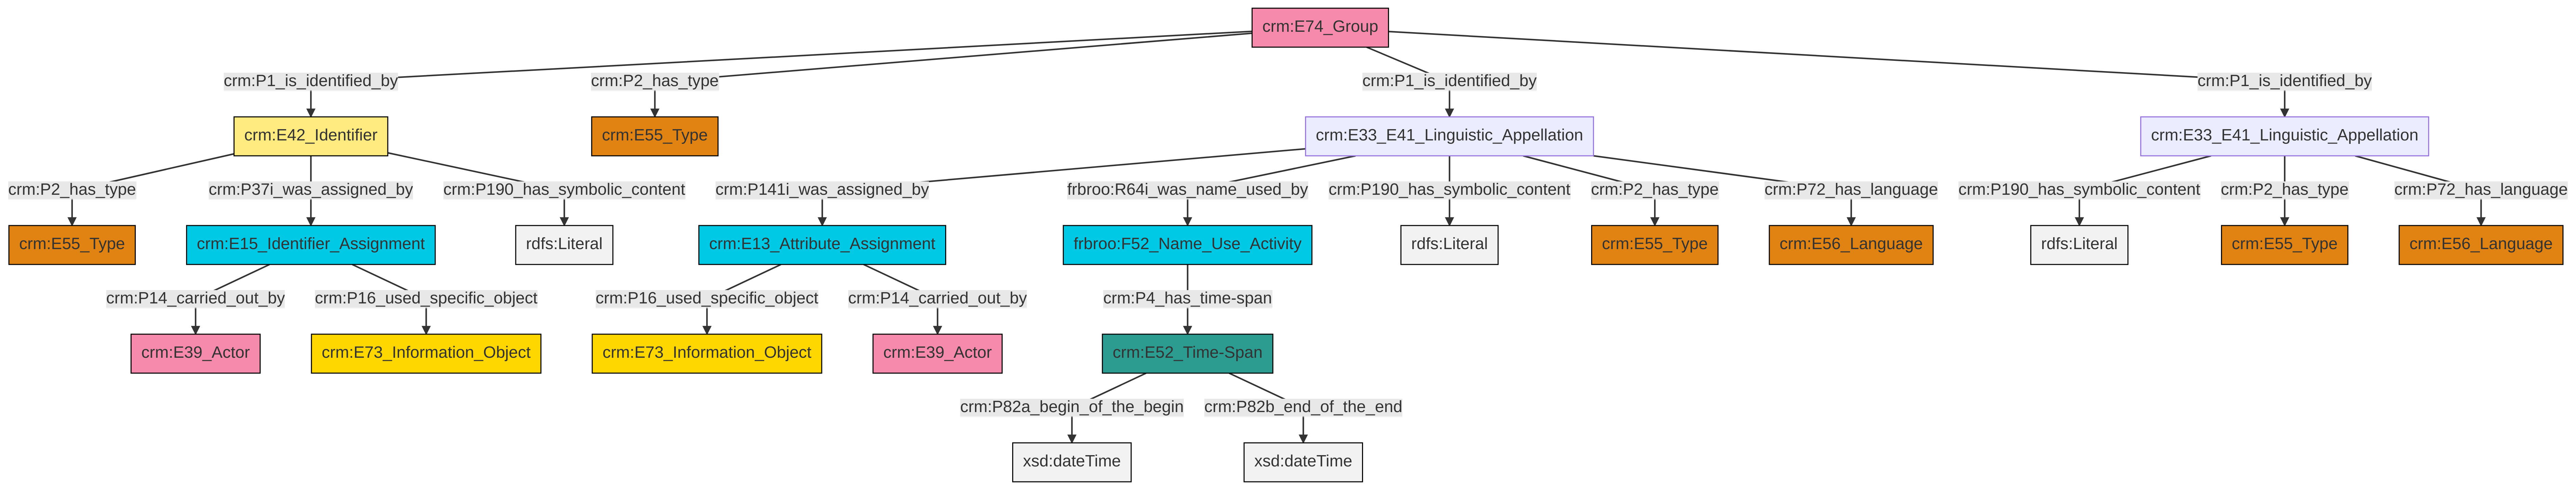 crm:E74_Group
crm:P1_is_identified_by
crm:P2_has_type
crm:P1_is_identified_by
crm:P1_is_identified_by
crm:E42_Identifier
crm:E55_Type
crm:E33_E41_Linguistic_Appellation
crm:E33_E41_Linguistic_Appellation
crm:P2_has_type
crm:P37i_was_assigned_by
crm:P190_has_symbolic_content
crm:P141i_was_assigned_by
frbroo:R64i_was_name_used_by
crm:P190_has_symbolic_content
crm:P2_has_type
crm:P72_has_language
crm:P190_has_symbolic_content
crm:P2_has_type
crm:P72_has_language
crm:E55_Type
crm:E15_Identifier_Assignment
rdfs:Literal
crm:E13_Attribute_Assignment
frbroo:F52_Name_Use_Activity
rdfs:Literal
crm:E55_Type
crm:E56_Language
rdfs:Literal
crm:E55_Type
crm:E56_Language
crm:P14_carried_out_by
crm:P16_used_specific_object
crm:P16_used_specific_object
crm:P14_carried_out_by
crm:P4_has_time-span
crm:E39_Actor
crm:E73_Information_Object
crm:E73_Information_Object
crm:E39_Actor
crm:E52_Time-Span
crm:P82a_begin_of_the_begin
crm:P82b_end_of_the_end
xsd:dateTime
xsd:dateTime